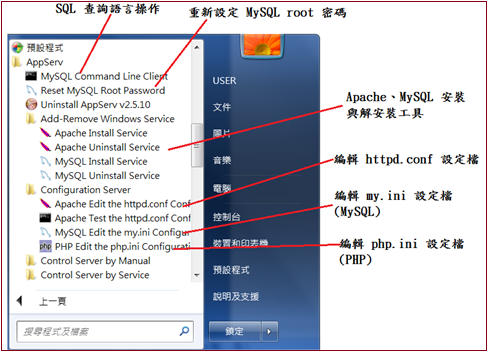 SQL 查詢語言操作
重新設定 MySQL root 密碼
預設程式
AppServ
MySQL Command Line Client
Reset MySQL Root Password
Uninstall AppServ v2.5.10
Add-Remove Windows Service
Apache Install Service
Apache Uninstall Service
MySQL Install Service
MySQL Uninstall Service
Configuration Server
Apache Edit the httpd.conf Conf
Apache Test the httpd.conf Conf
MySQL Edit the my.ini Configur
php PHP Edit the php.ini Configurati
Control Server by Manual
Control Server by Service
上一頁
搜尋程式及檔案
USER
文件
圖片
音樂
電腦
控制台
裝置和印表機
預設程式
說明及支援
鎖定
Apache、MySQL 安裝
與解安裝工具
編輯 httpd.conf 設定檔
編輯 my.ini 設定檔
(MySQL)
編輯 php.ini 設定檔
(PHP)